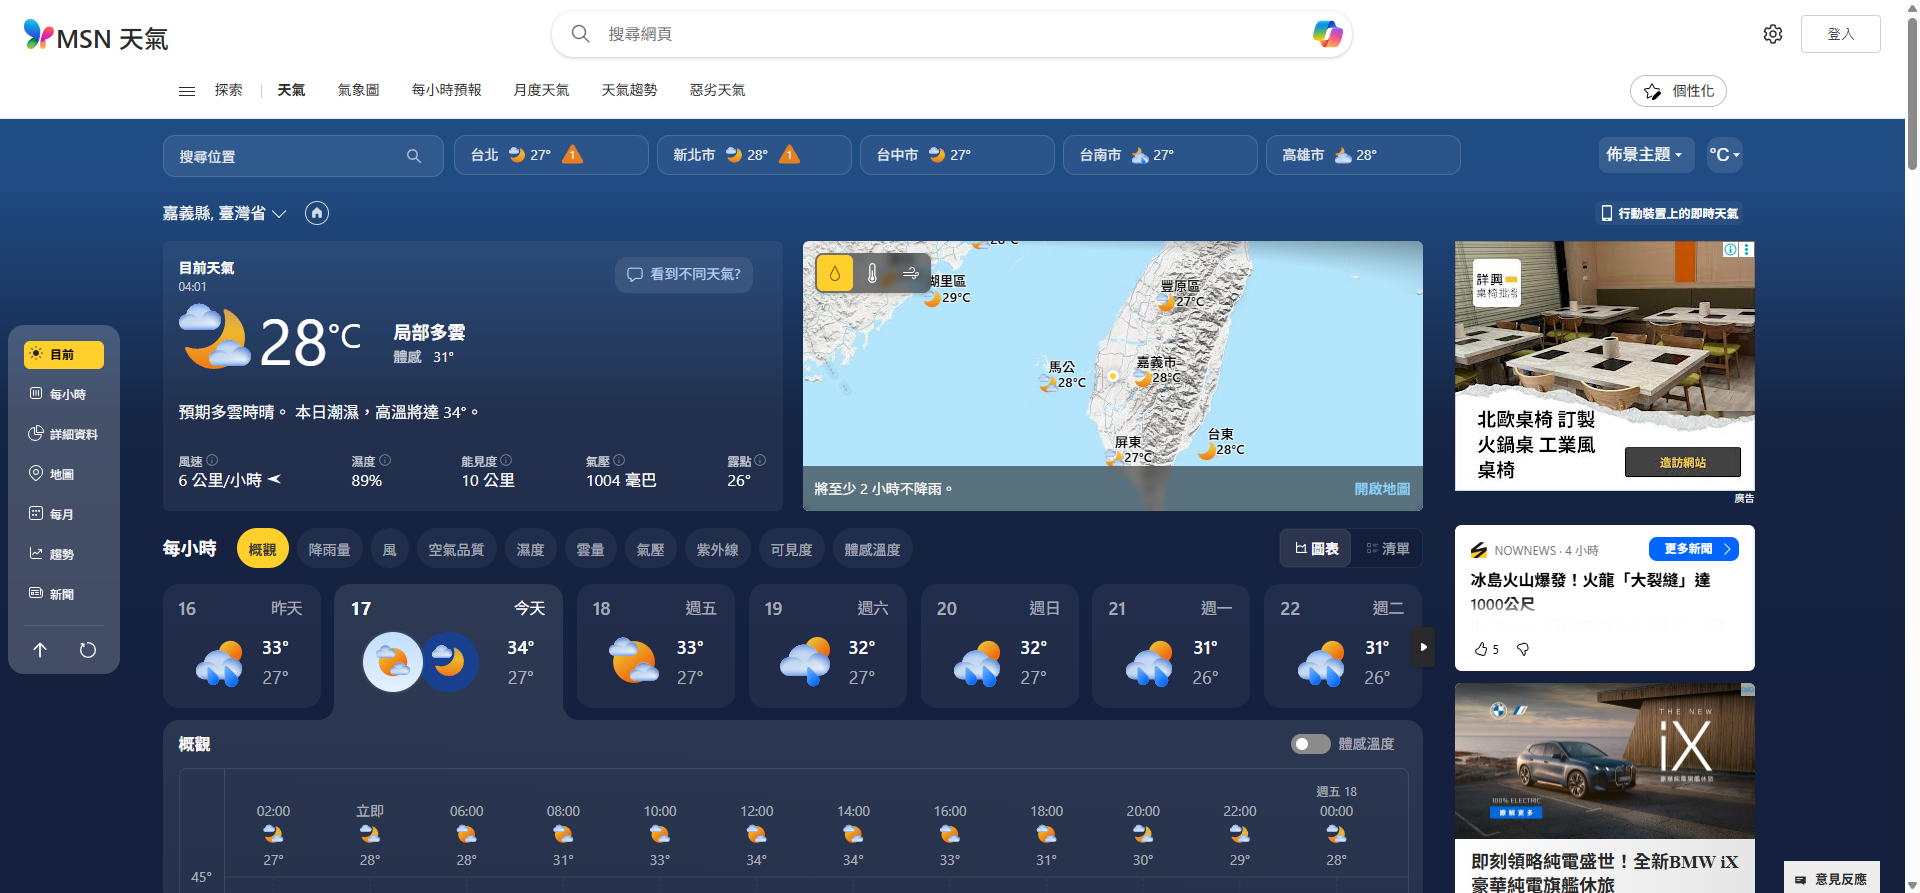 MSN 天氣
搜尋網頁
登入
探索
天氣
氣象圖
每小時預報
月度天氣
天氣趨勢
惡劣天氣
個性化
搜尋位置
台北 27° 1
新北市 28° 1
台中市 27°
台南市 27°
高雄市 28°
佈景主題
°C
嘉義縣, 臺灣省
行動裝置上的即時天氣
目前天氣
04:01
看到不同天氣?
28°C
局部多雲
體感 31°
預期多雲時晴。 本日潮濕，高溫將達 34°。
風速
6 公里/小時
濕度
89%
能見度
10 公里
氣壓
1004 毫巴
露點
26°
湖里區
29°C
豐原區
27°C
馬公
28°C
嘉義市
28°C
屏東
27°C
台東
28°C
將至少 2 小時不降雨。
開啟地圖
詳興
桌椅批發
北歐桌椅 訂製
火鍋桌 工業風
桌椅
造訪網站
廣告
目前
每小時
詳細資料
地圖
每月
趨勢
新聞
每小時
概觀
降雨量
風
空氣品質
濕度
雲量
氣壓
紫外線
可見度
體感溫度
圖表
清單
16 昨天
33°
27°
17 今天
34°
27°
18 週五
33°
27°
19 週六
32°
27°
20 週日
32°
27°
21 週一
31°
26°
22 週二
31°
26°
NOWNEWS · 4 小時
更多新聞
冰島火山爆發！火龍「大裂縫」達
1000公尺
5
概觀
體感溫度
週五 18
02:00 立即 06:00 08:00 10:00 12:00 14:00 16:00 18:00 20:00 22:00 00:00
27° 28° 28° 31° 33° 34° 34° 33° 31° 30° 29° 28°
45°
THE NEW
iX
豪華純電旗艦休旅
100% ELECTRIC
瞭解更多
即刻領略純電盛世！全新BMW iX
豪華純電旗艦休旅
意見反應